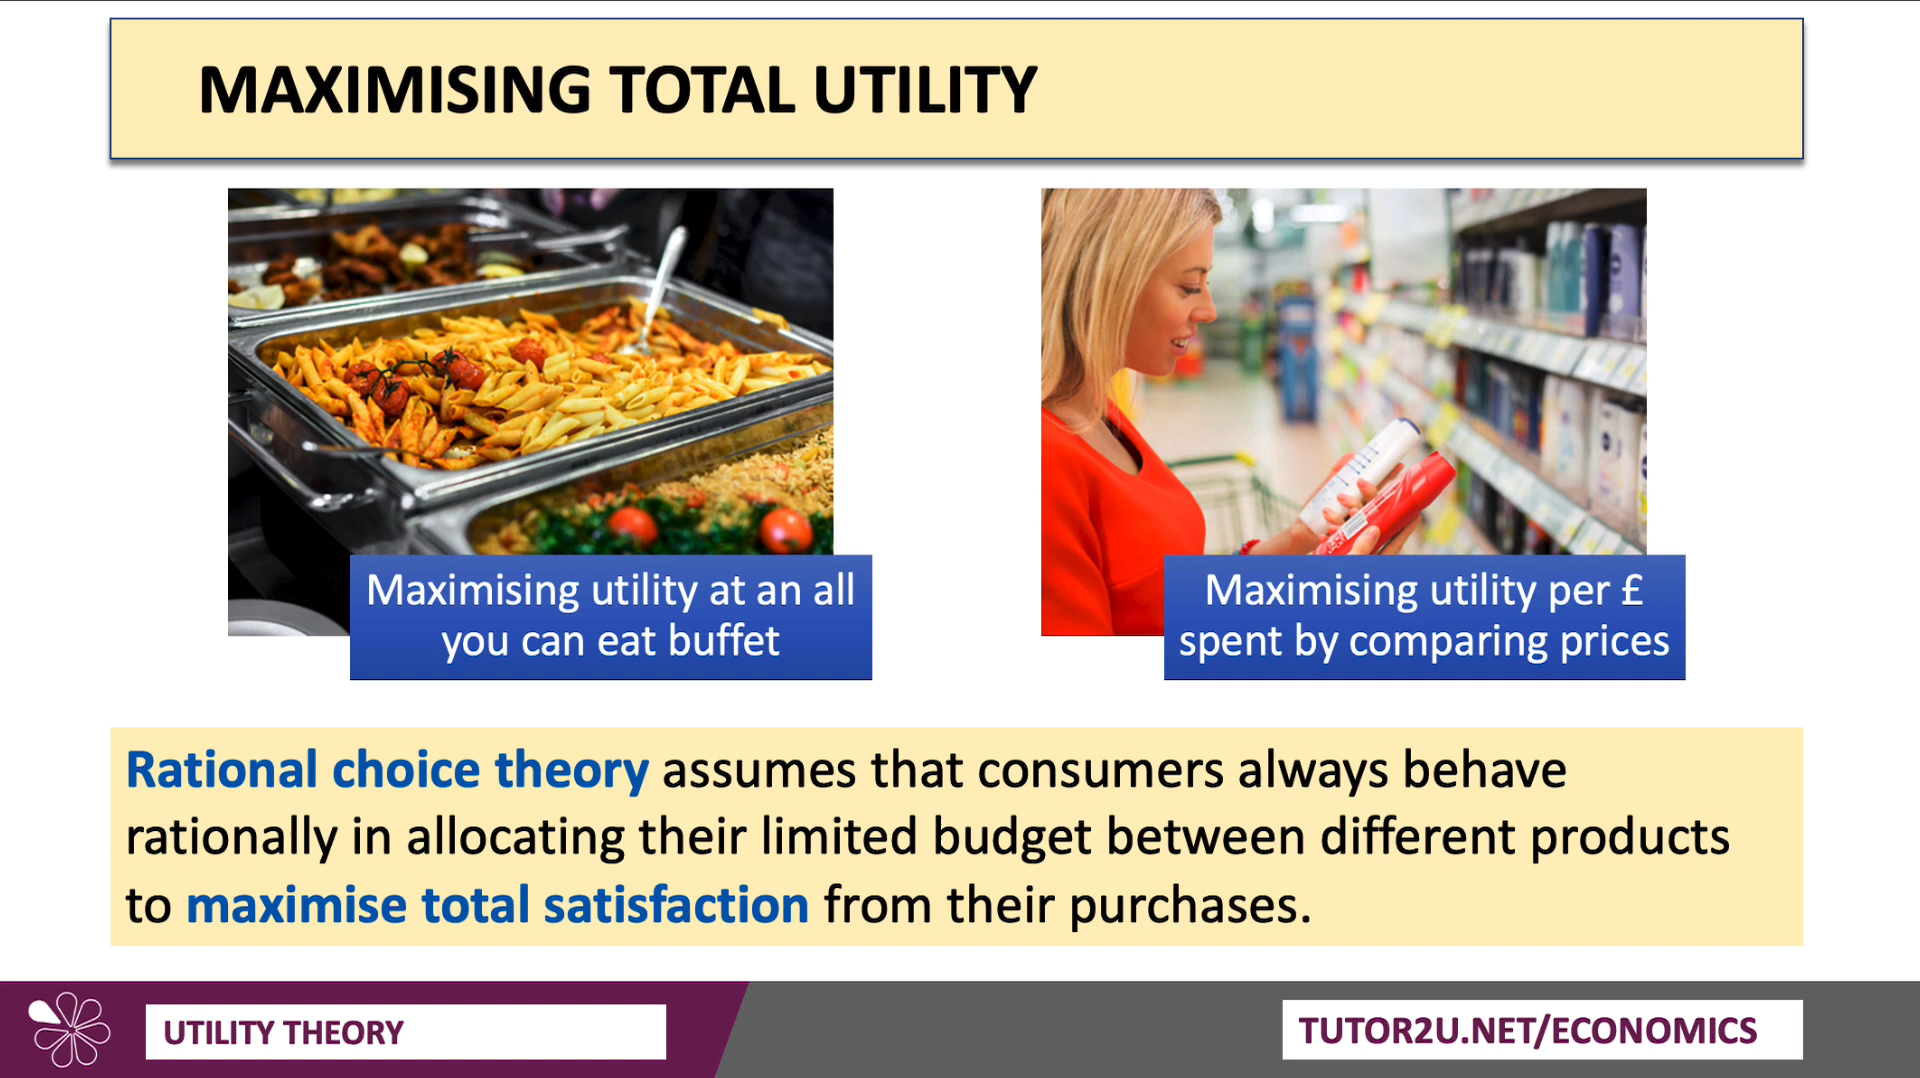 MAXIMISING TOTAL UTILITY
Maximising utility at an all
you can eat buffet
Maximising utility per £
spent by comparing prices
Rational choice theory assumes that consumers always behave
rationally in allocating their limited budget between different products
to maximise total satisfaction from their purchases.
UTILITY THEORY
TUTOR2U.NET/ECONOMICS